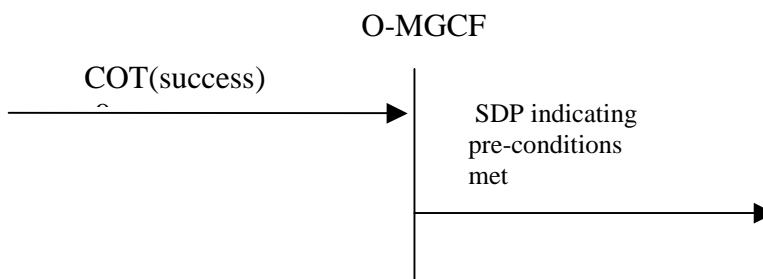 O-MGCF
COT(success)
SDP indicating
pre-conditions
met